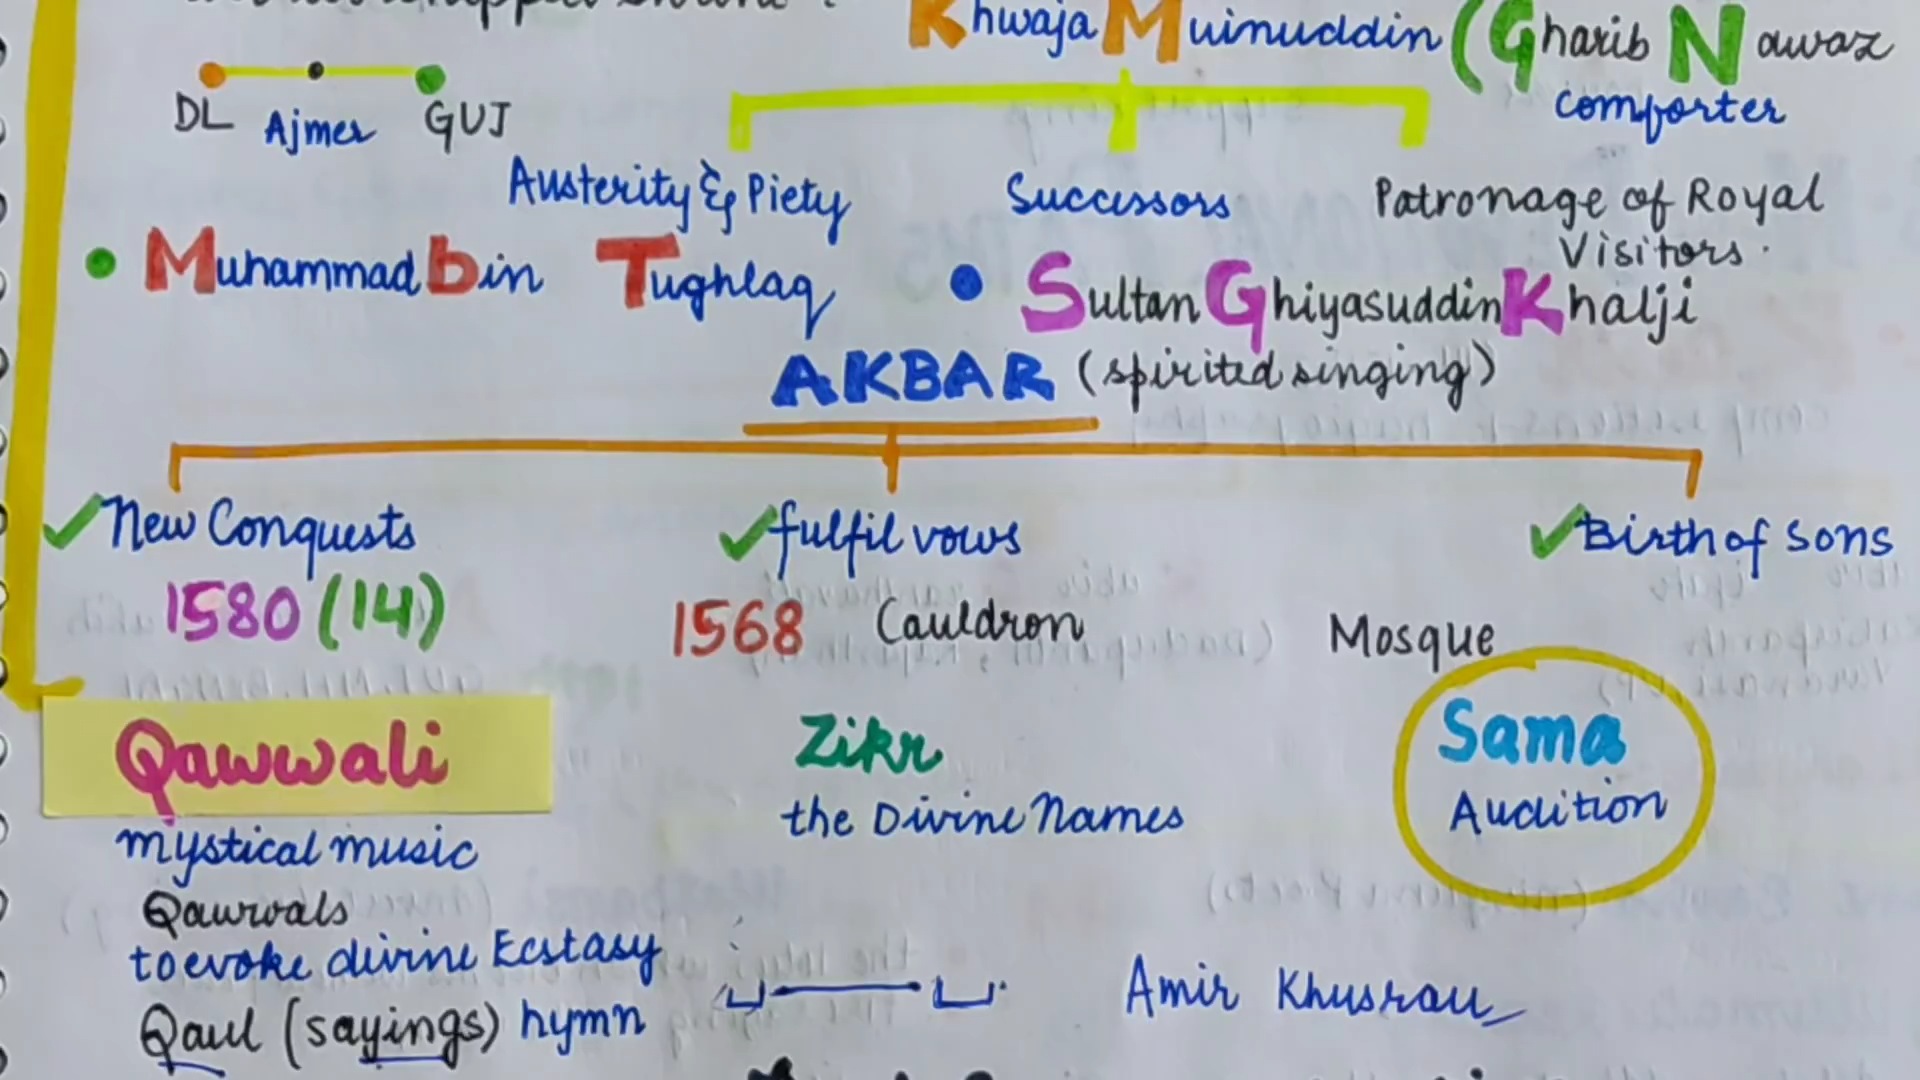 Khwaja Muinuddin (Gharib Nawaz
comforter
DL Ajmer GUJ
Austerity & Piety
Successors
Patronage of Royal
Visitors.
Muhammad bin Tughlaq
Sultan Ghiyasuddin Khalji
AKBAR (spirited singing)
New Conquests
fulfil vows
Birth of sons
1580 (14)
1568 Cauldron
Mosque
Qawwali
Zikr
Sama
mystical music
the Divine Names
Audition
Qawwals
to evoke divine Ecstasy
Qaul (sayings) hymn
Amir Khusrau